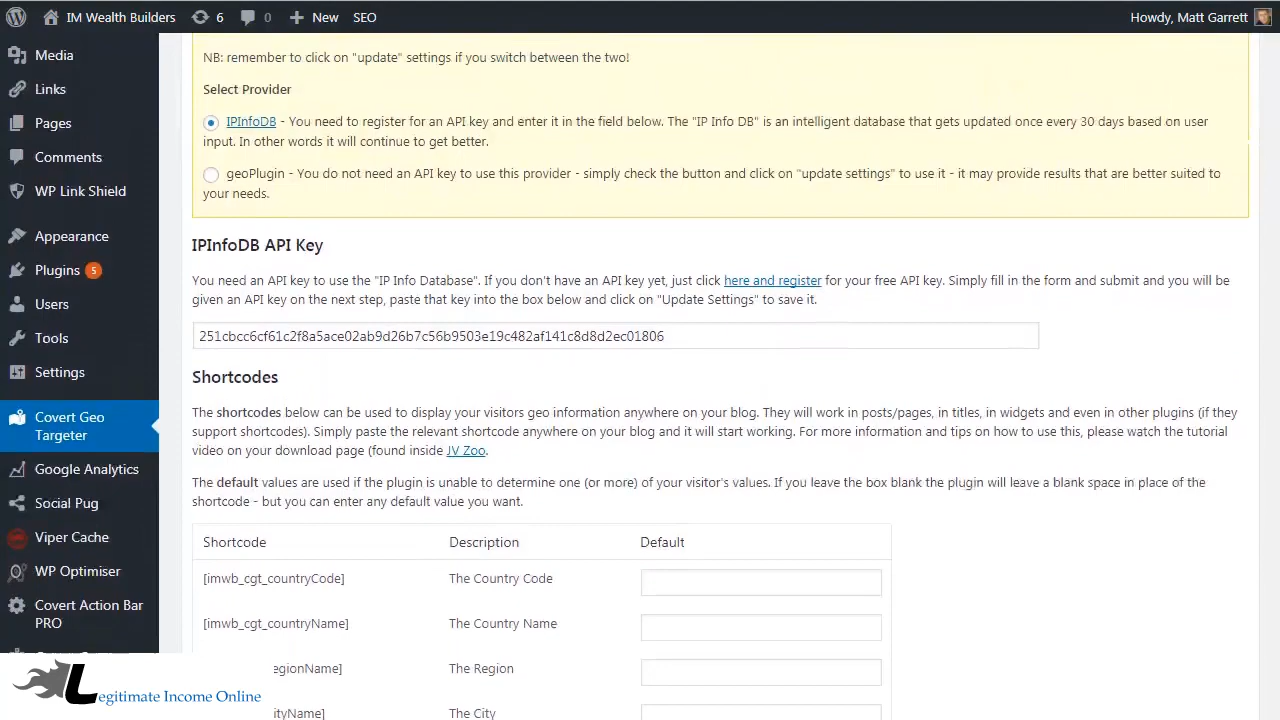 IM Wealth Builders 6 0 New SEO Howdy, Matt Garrett
Media
Links
Pages
Comments
WP Link Shield
Appearance
Plugins 5
Users
Tools
Settings
Covert Geo
Targeter
Google Analytics
Social Pug
Viper Cache
WP Optimiser
Covert Action Bar
PRO
NB: remember to click on "update" settings if you switch between the two!
Select Provider
IPInfoDB - You need to register for an API key and enter it in the field below. The "IP Info DB" is an intelligent database that gets updated once every 30 days based on user
input. In other words it will continue to get better.
geoPlugin - You do not need an API key to use this provider - simply check the button and click on "update settings" to use it - it may provide results that are better suited to
your needs.
IPInfoDB API Key
You need an API key to use the "IP Info Database". If you don't have an API key yet, just click here and register for your free API key. Simply fill in the form and submit and you will be
given an API key on the next step, paste that key into the box below and click on "Update Settings" to save it.
251cbcc6cf61c2f8a5ace02ab9d26b7c56b9503e19c482af141c8d8d2ec01806
Shortcodes
The shortcodes below can be used to display your visitors geo information anywhere on your blog. They will work in posts/pages, in titles, in widgets and even in other plugins (if they
support shortcodes). Simply paste the relevant shortcode anywhere on your blog and it will start working. For more information and tips on how to use this, please watch the tutorial
video on your download page (found inside JV Zoo.
The default values are used if the plugin is unable to determine one (or more) of your visitor's values. If you leave the box blank the plugin will leave a blank space in place of the
shortcode - but you can enter any default value you want.
Shortcode Description Default
[imwb_cgt_countryCode] The Country Code
[imwb_cgt_countryName] The Country Name
egionName] The Region
ityName] The City
Legitimate Income Online